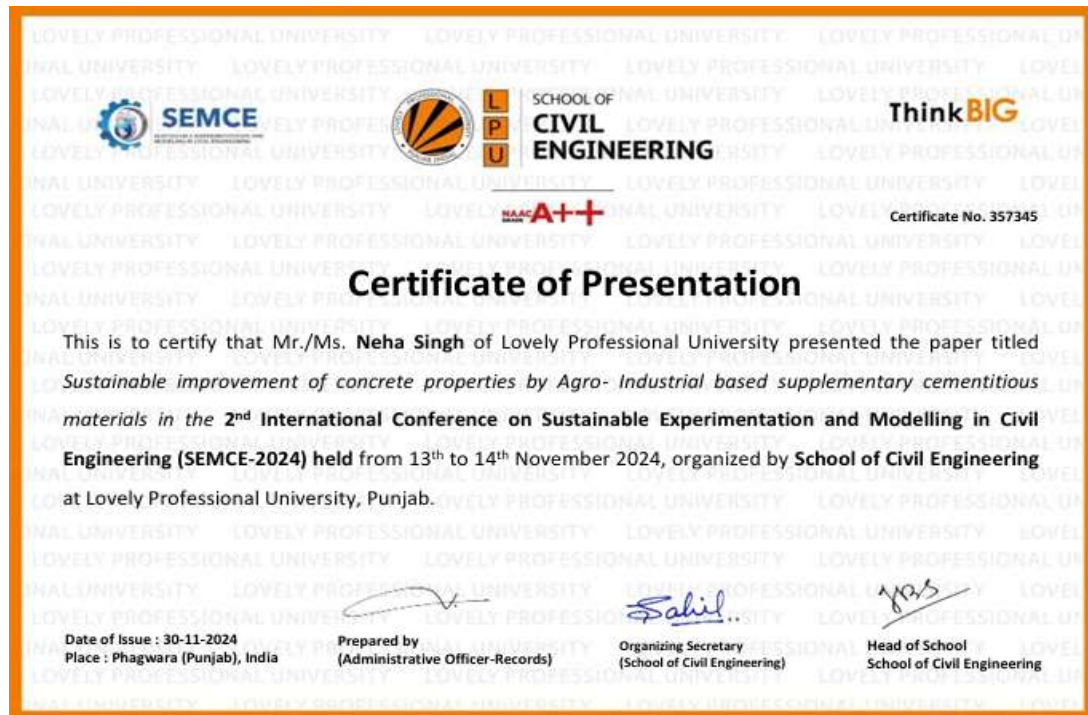 SEMCE
L
P
U
SCHOOL OF
CIVIL
ENGINEERING
ThinkBIG
NAAC GRADE A++
Certificate No. 357345
Certificate of Presentation
This is to certify that Mr./Ms. Neha Singh of Lovely Professional University presented the paper titled
Sustainable improvement of concrete properties by Agro- Industrial based supplementary cementitious
materials in the 2nd International Conference on Sustainable Experimentation and Modelling in Civil
Engineering (SEMCE-2024) held from 13th to 14th November 2024, organized by School of Civil Engineering
at Lovely Professional University, Punjab.
Sahil
Date of Issue : 30-11-2024
Place : Phagwara (Punjab), India
Prepared by
(Administrative Officer-Records)
Organizing Secretary
(School of Civil Engineering)
Head of School
School of Civil Engineering